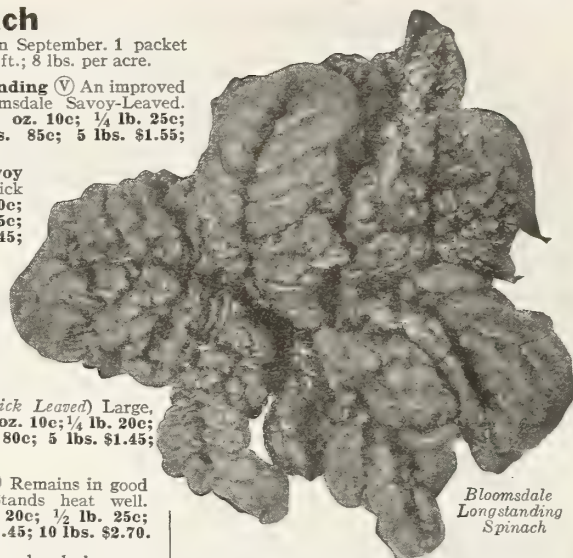 ach
n September. 1 packet
ft.; 8 lbs. per acre.
nding Ⓥ An improved
msdale Savoy-Leaved.
oz. 10c; ¼ lb. 25c;
s. 85c; 5 lbs. $1.55;
voy
ick
0c;
5c;
45;
ick Leaved) Large,
oz. 10c; ¼ lb. 20c;
80c; 5 lbs. $1.45;
) Remains in good
tands heat well.
20c; ½ lb. 25c;
.45; 10 lbs. $2.70.
Bloomsdale
Longstanding
Spinach